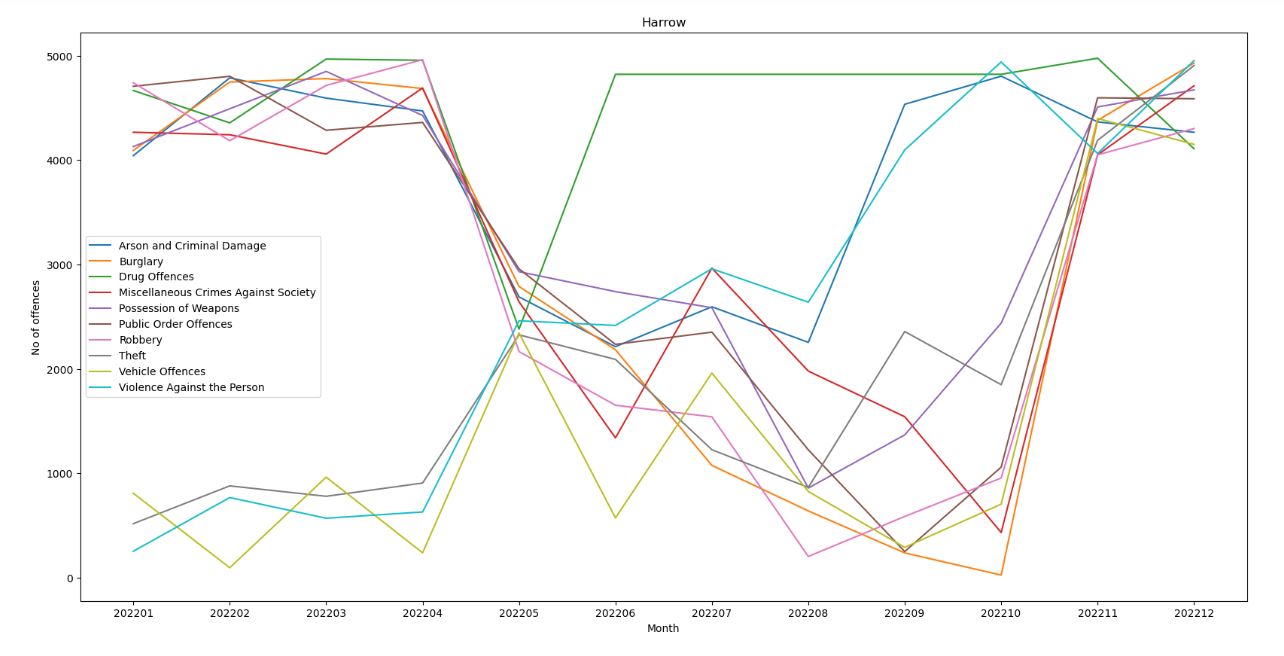 Harrow
No of offences
5000
4000
3000
2000
1000
0
Arson and Criminal Damage
Burglary
Drug Offences
Miscellaneous Crimes Against Society
Possession of Weapons
Public Order Offences
Robbery
Theft
Vehicle Offences
Violence Against the Person
202201 202202 202203 202204 202205 202206 202207 202208 202209 202210 202211 202212
Month